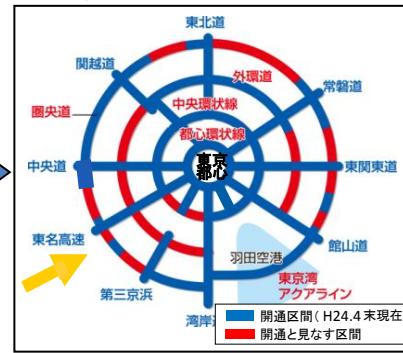 東北道
関越道
外環道
常磐道
圏央道
中央環状線
都心環状線
中央道
東京
都心
東関東道
東名高速
羽田空港
館山道
第三京浜
東京湾
アクアライン
湾岸
開通区間(H24.4末現在
開通と見なす区間